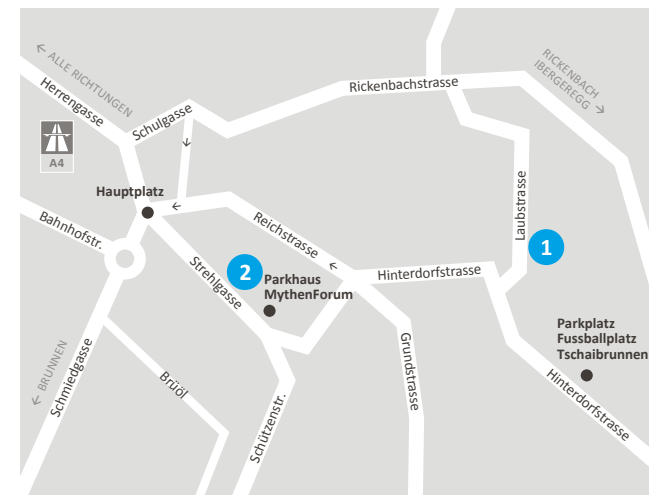 ← ALLE RICHTUNGEN
Herrengasse
A4
Schulgasse
Rickenbachstrasse
RICKENBACH
IBERGEREGG →
Hauptplatz
Bahnhofstr.
Reichstrasse
Laubstrasse
1
Strehlgasse
2
Parkhaus
MythenForum
Hinterdorfstrasse
Parkplatz
Fussballplatz
Tschaibrunnen
Grundstrasse
← BRUNNEN
Schmiedgasse
Brüöl
Schützenstr.
Hinterdorfstrasse